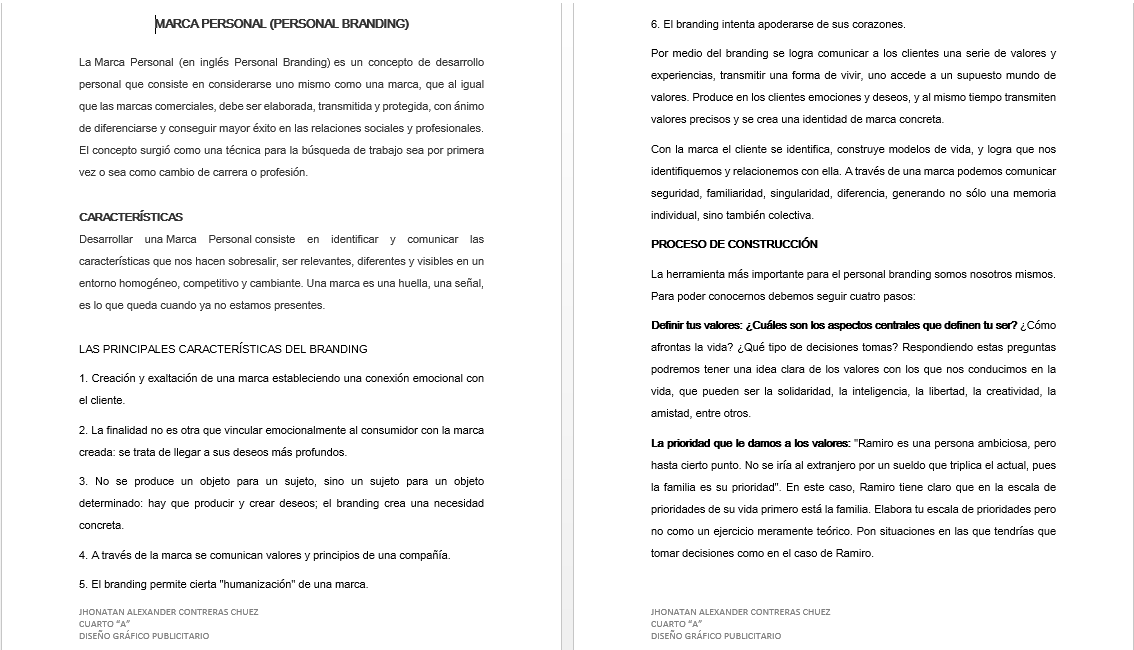 MARCA PERSONAL (PERSONAL BRANDING)
La Marca Personal (en inglés Personal Branding) es un concepto de desarrollo
personal que consiste en considerarse uno mismo como una marca, que al igual
que las marcas comerciales, debe ser elaborada, transmitida y protegida, con ánimo
de diferenciarse y conseguir mayor éxito en las relaciones sociales y profesionales.
El concepto surgió como una técnica para la búsqueda de trabajo sea por primera
vez o sea como cambio de carrera o profesión.
CARACTERÍSTICAS
Desarrollar una Marca Personal consiste en identificar y comunicar las
características que nos hacen sobresalir, ser relevantes, diferentes y visibles en un
entorno homogéneo, competitivo y cambiante. Una marca es una huella, una señal,
es lo que queda cuando ya no estamos presentes.
LAS PRINCIPALES CARACTERÍSTICAS DEL BRANDING
1. Creación y exaltación de una marca estableciendo una conexión emocional con
el cliente.
2. La finalidad no es otra que vincular emocionalmente al consumidor con la marca
creada: se trata de llegar a sus deseos más profundos.
3. No se produce un objeto para un sujeto, sino un sujeto para un objeto
determinado: hay que producir y crear deseos; el branding crea una necesidad
concreta.
4. A través de la marca se comunican valores y principios de una compañía.
5. El branding permite cierta "humanización" de una marca.
JHONATAN ALEXANDER CONTRERAS CHUEZ
CUARTO “A”
DISEÑO GRÁFICO PUBLICITARIO
6. El branding intenta apoderarse de sus corazones.
Por medio del branding se logra comunicar a los clientes una serie de valores y
experiencias, transmitir una forma de vivir, uno accede a un supuesto mundo de
valores. Produce en los clientes emociones y deseos, y al mismo tiempo transmiten
valores precisos y se crea una identidad de marca concreta.
Con la marca el cliente se identifica, construye modelos de vida, y logra que nos
identifiquemos y relacionemos con ella. A través de una marca podemos comunicar
seguridad, familiaridad, singularidad, diferencia, generando no sólo una memoria
individual, sino también colectiva.
PROCESO DE CONSTRUCCIÓN
La herramienta más importante para el personal branding somos nosotros mismos.
Para poder conocernos debemos seguir cuatro pasos:
Definir tus valores: ¿Cuáles son los aspectos centrales que definen tu ser? ¿Cómo
afrontas la vida? ¿Qué tipo de decisiones tomas? Respondiendo estas preguntas
podremos tener una idea clara de los valores con los que nos conducimos en la
vida, que pueden ser la solidaridad, la inteligencia, la libertad, la creatividad, la
amistad, entre otros.
La prioridad que le damos a los valores: "Ramiro es una persona ambiciosa, pero
hasta cierto punto. No se iría al extranjero por un sueldo que triplica el actual, pues
la familia es su prioridad". En este caso, Ramiro tiene claro que en la escala de
prioridades de su vida primero está la familia. Elabora tu escala de prioridades pero
no como un ejercicio meramente teórico. Pon situaciones en las que tendrías que
tomar decisiones como en el caso de Ramiro.
JHONATAN ALEXANDER CONTRERAS CHUEZ
CUARTO “A”
DISEÑO GRÁFICO PUBLICITARIO